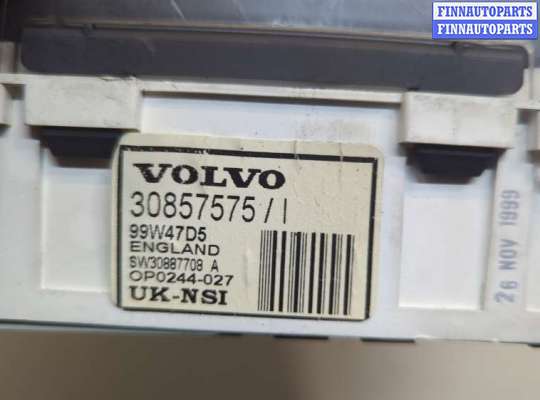 FINNAUTOPARTS
FINNAUTOPARTS
VOLVO
30857575/I
99W47D5
ENGLAND
SW30887708 A
OP0244-027
UK-NSI
26 NOV 1999